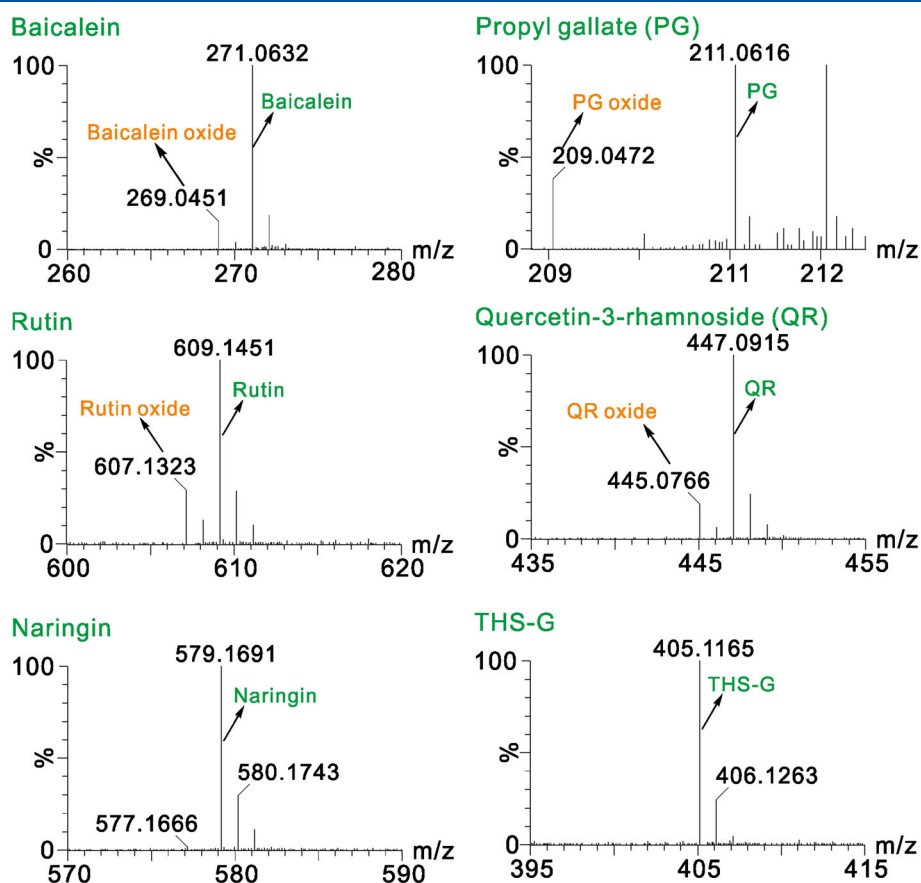 Baicalein
271.0632
100
Baicalein
Baicalein oxide
%
269.0451
0
m/z
260
270
280
Propyl gallate (PG)
211.0616
100
PG oxide
PG
209.0472
%
0
m/z
209
211
212
Rutin
609.1451
100
Rutin
Rutin oxide
%
607.1323
0
m/z
600
610
620
Quercetin-3-rhamnoside (QR)
447.0915
100
QR
QR oxide
%
445.0766
0
m/z
435
445
455
Naringin
579.1691
100
Naringin
%
580.1743
577.1666
0
m/z
570
580
590
THS-G
405.1165
100
THS-G
%
406.1263
0
m/z
395
405
415